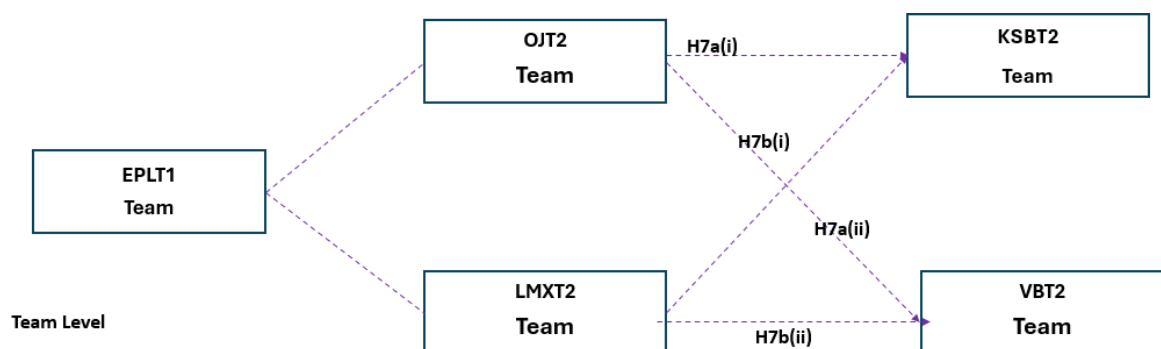 OJT2
Team
H7a(i)
KSBT2
Team
H7b(i)
EPLT1
Team
H7a(ii)
LMXT2
Team
VBT2
Team
Team Level
H7b(ii)